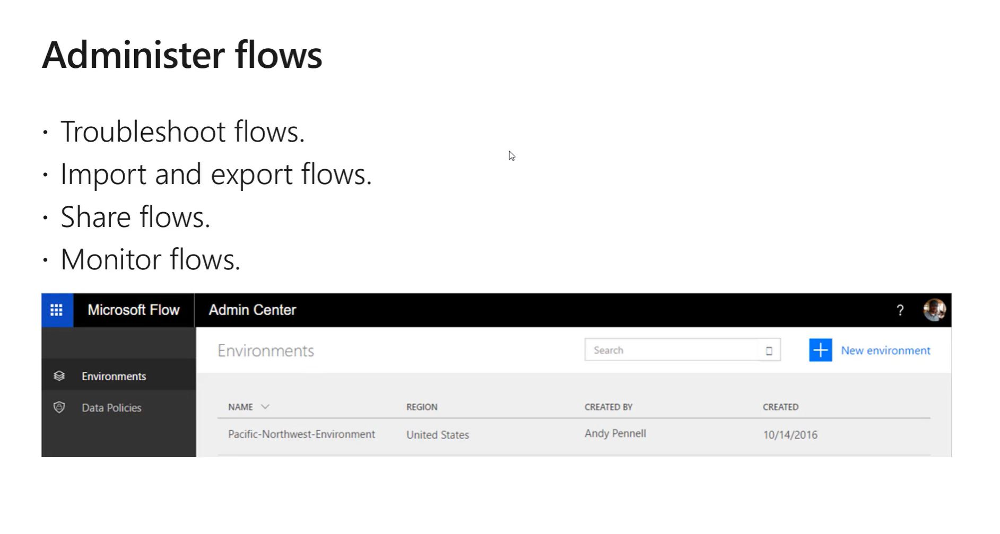 Administer flows
· Troubleshoot flows.
· Import and export flows.
· Share flows.
· Monitor flows.
Microsoft Flow Admin Center ?
Environments Search New environment
Environments
Data Policies
NAME REGION CREATED BY CREATED
Pacific-Northwest-Environment United States Andy Pennell 10/14/2016